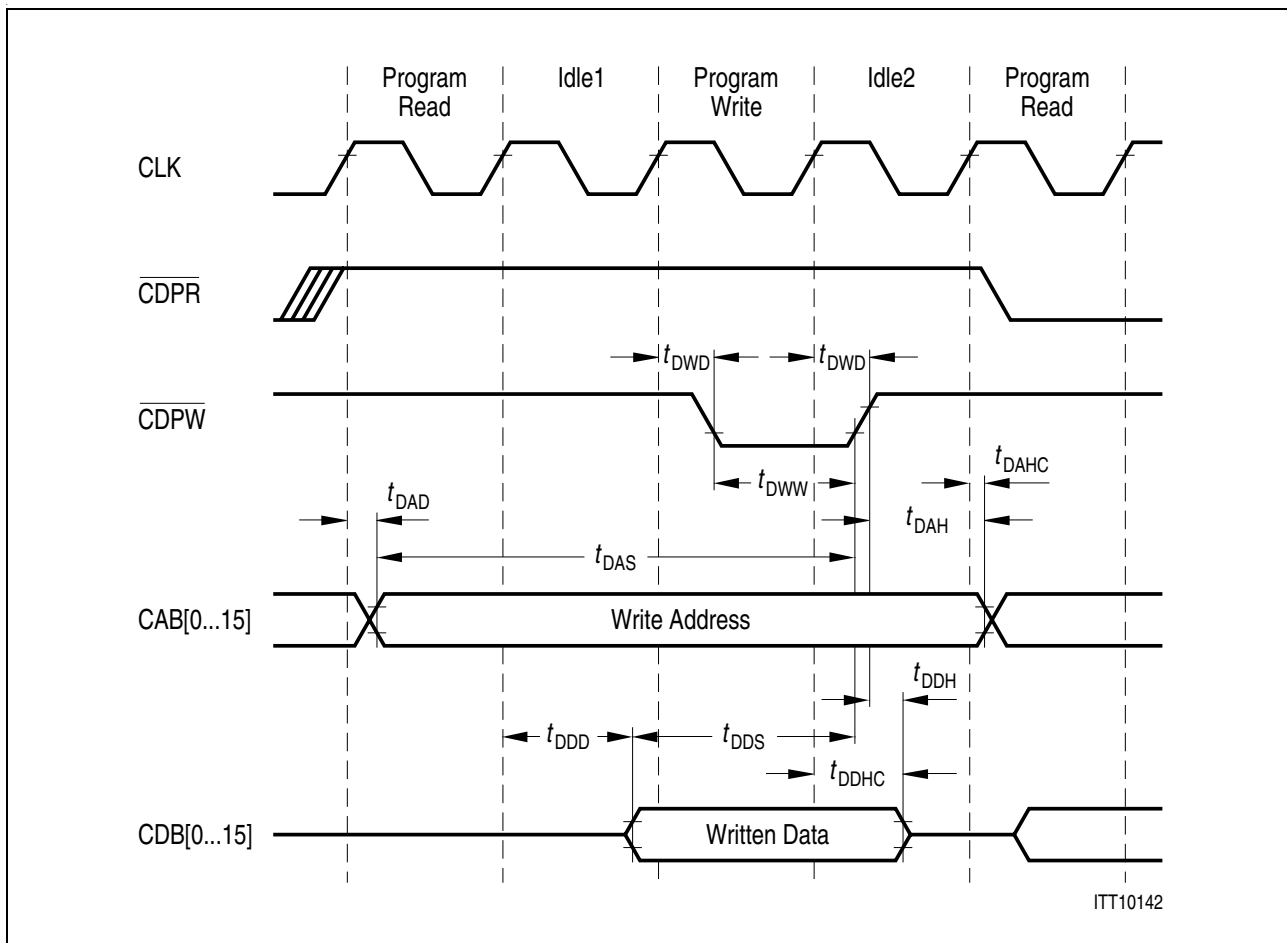 Program Read
Idle1
Program Write
Idle2
Program Read
CLK
CDPR
tDWD
tDWD
CDPW
tDAHC
tDWW
tDAD
tDAH
tDAS
CAB[0...15]
Write Address
tDDH
tDDD
tDDS
tDDHC
CDB[0...15]
Written Data
ITT10142